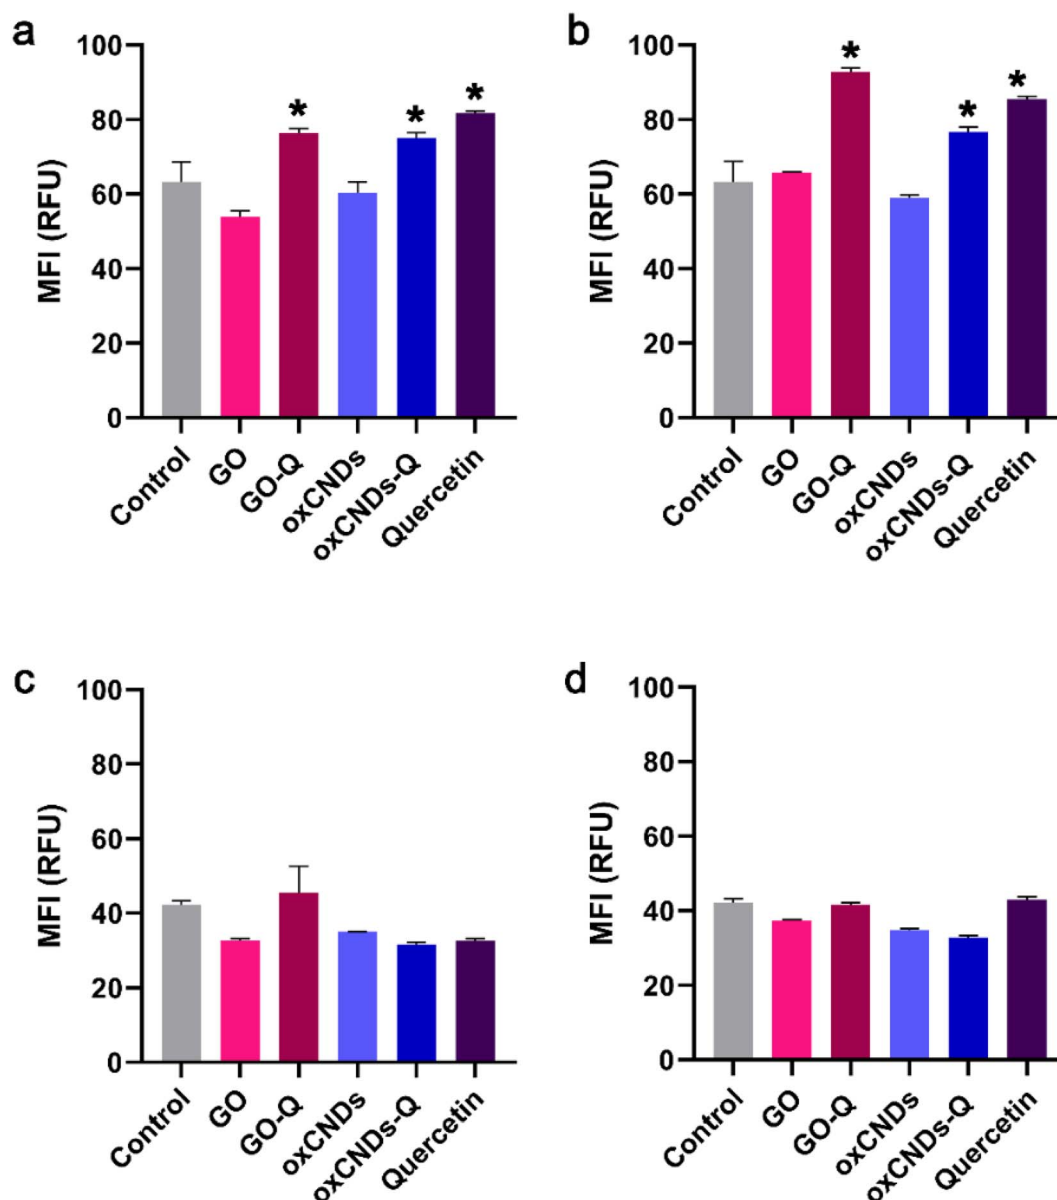 a
MFI (RFU)
100
80
60
40
20
0
*
*
*
Control
GO
GO-Q
oxCNDs
oxCNDs-Q
Quercetin
b
MFI (RFU)
100
80
60
40
20
0
*
*
*
Control
GO
GO-Q
oxCNDs
oxCNDs-Q
Quercetin
c
MFI (RFU)
100
80
60
40
20
0
Control
GO
GO-Q
oxCNDs
oxCNDs-Q
Quercetin
d
MFI (RFU)
100
80
60
40
20
0
Control
GO
GO-Q
oxCNDs
oxCNDs-Q
Quercetin